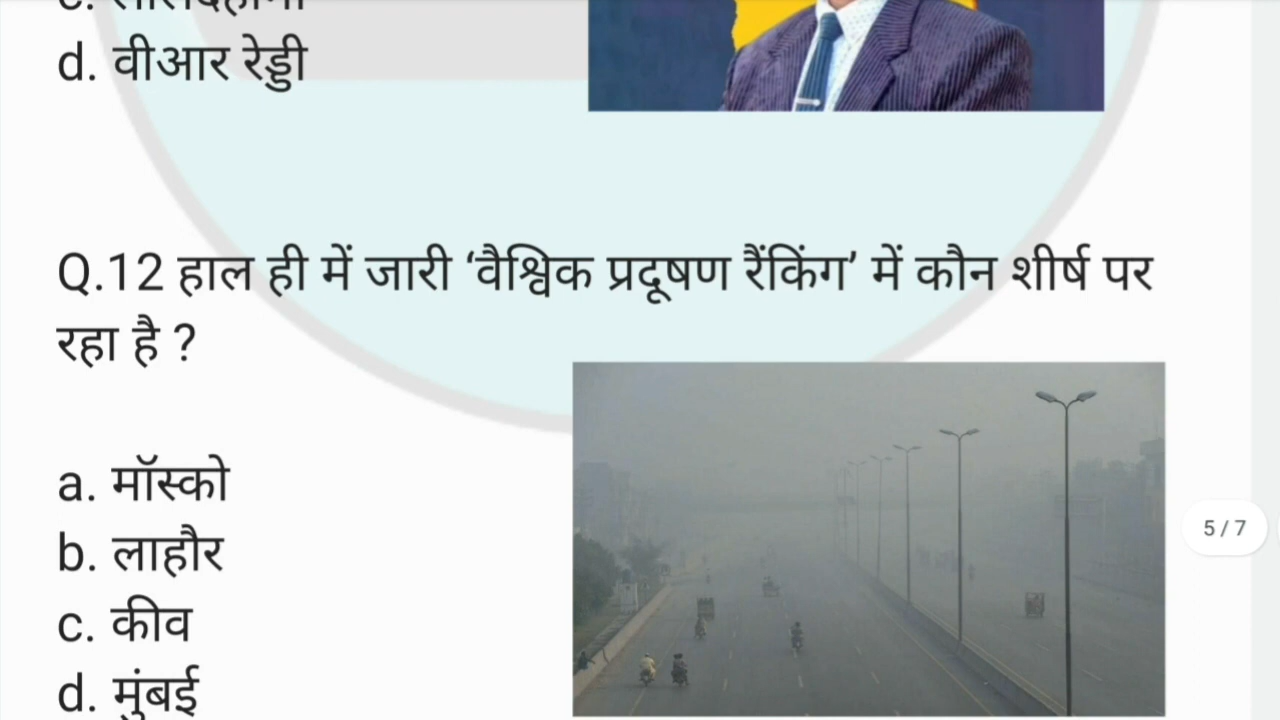 d. वीआर रेड्डी
Q.12 हाल ही में जारी ‘वैश्विक प्रदूषण रैंकिंग’ में कौन शीर्ष पर
रहा है ?
a. मॉस्को
b. लाहौर
c. कीव
d. मुंबई
5 / 7